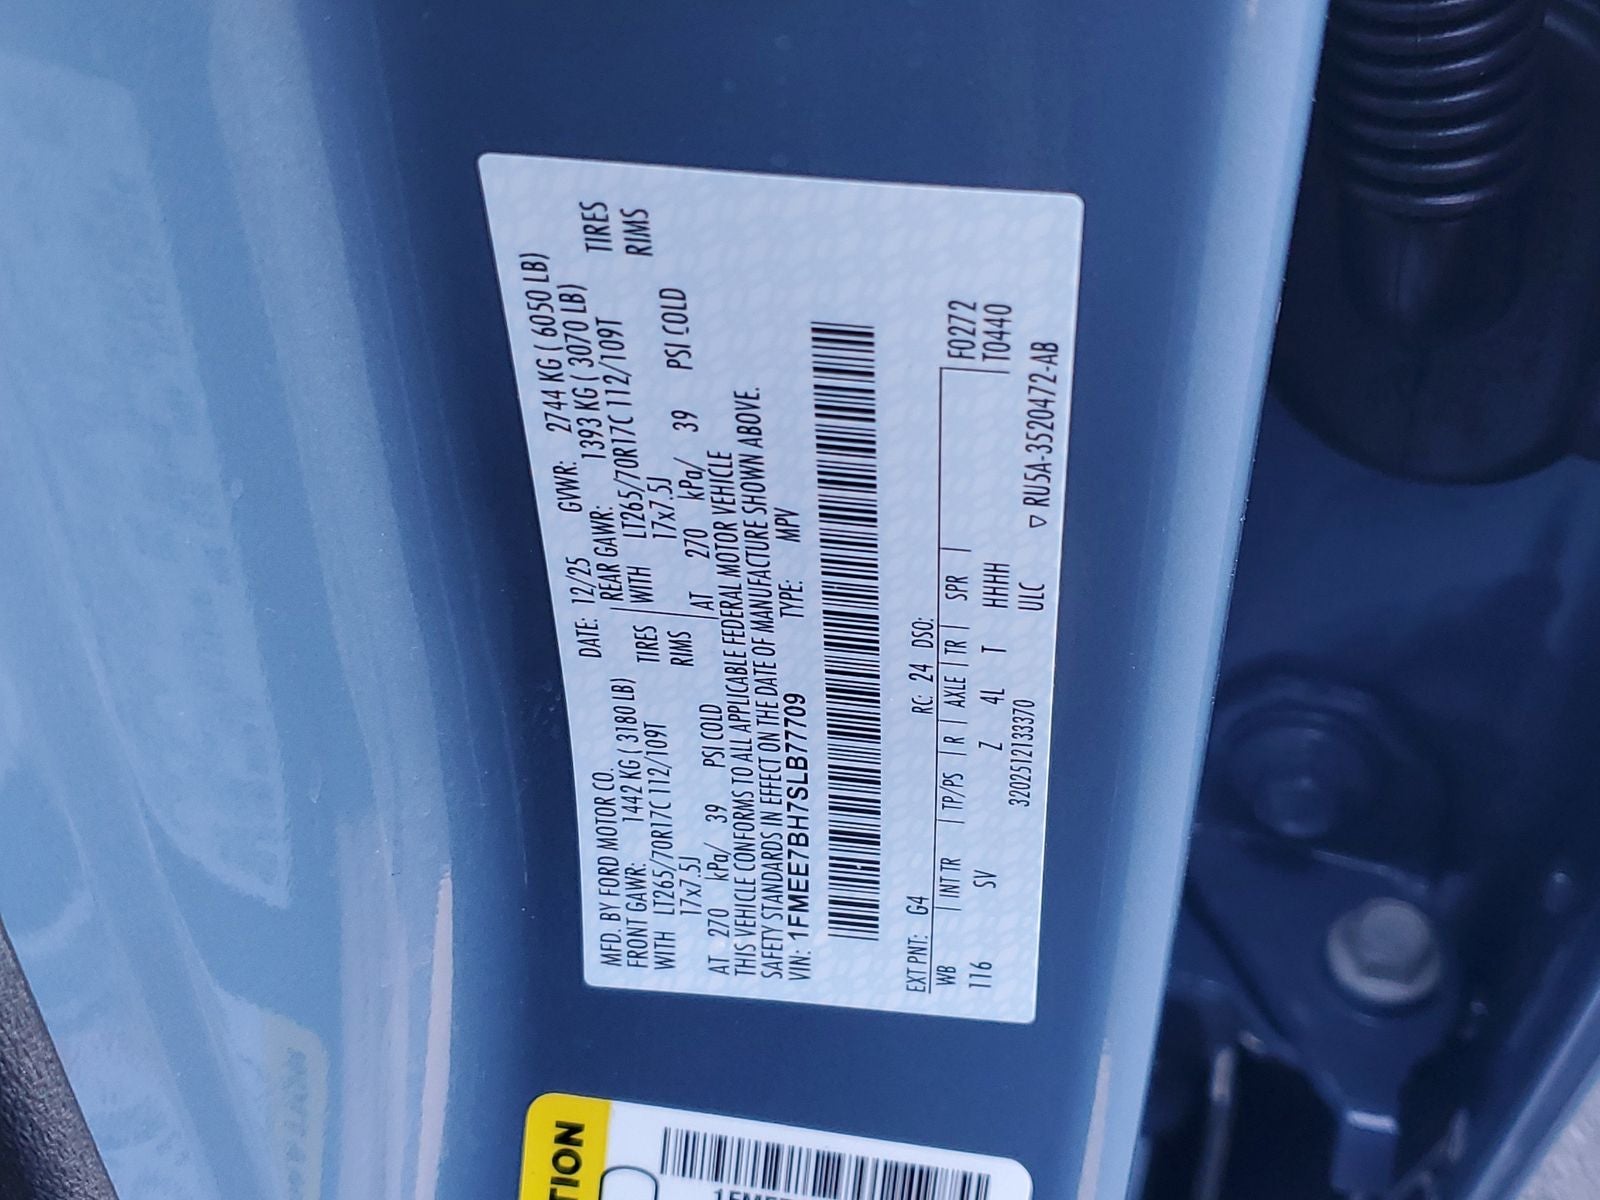 MFD. BY FORD MOTOR CO. DATE: 12/25 GVWR: 2744 KG ( 6050 LB)
FRONT GAWR: 1442 KG ( 3180 LB) REAR GAWR: 1393 KG ( 3070 LB)
WITH LT265/70R17C 112/109T TIRES WITH LT265/70R17C 112/109T TIRES
17x7.5J RIMS 17x7.5J RIMS
AT 270 kPa/ 39 PSI COLD AT 270 kPa/ 39 PSI COLD
THIS VEHICLE CONFORMS TO ALL APPLICABLE FEDERAL MOTOR VEHICLE
SAFETY STANDARDS IN EFFECT ON THE DATE OF MANUFACTURE SHOWN ABOVE.
VIN: 1FMEE7BH7SLB77709 TYPE: MPV
EXT PNT: G4 RC: 24 DSO:
WB INT TR TP/PS R AXLE TR SPR F0272
116 SV Z 4L T HHHH T0440
3202512133370 ULC ▽ RU5A-3520472-AB